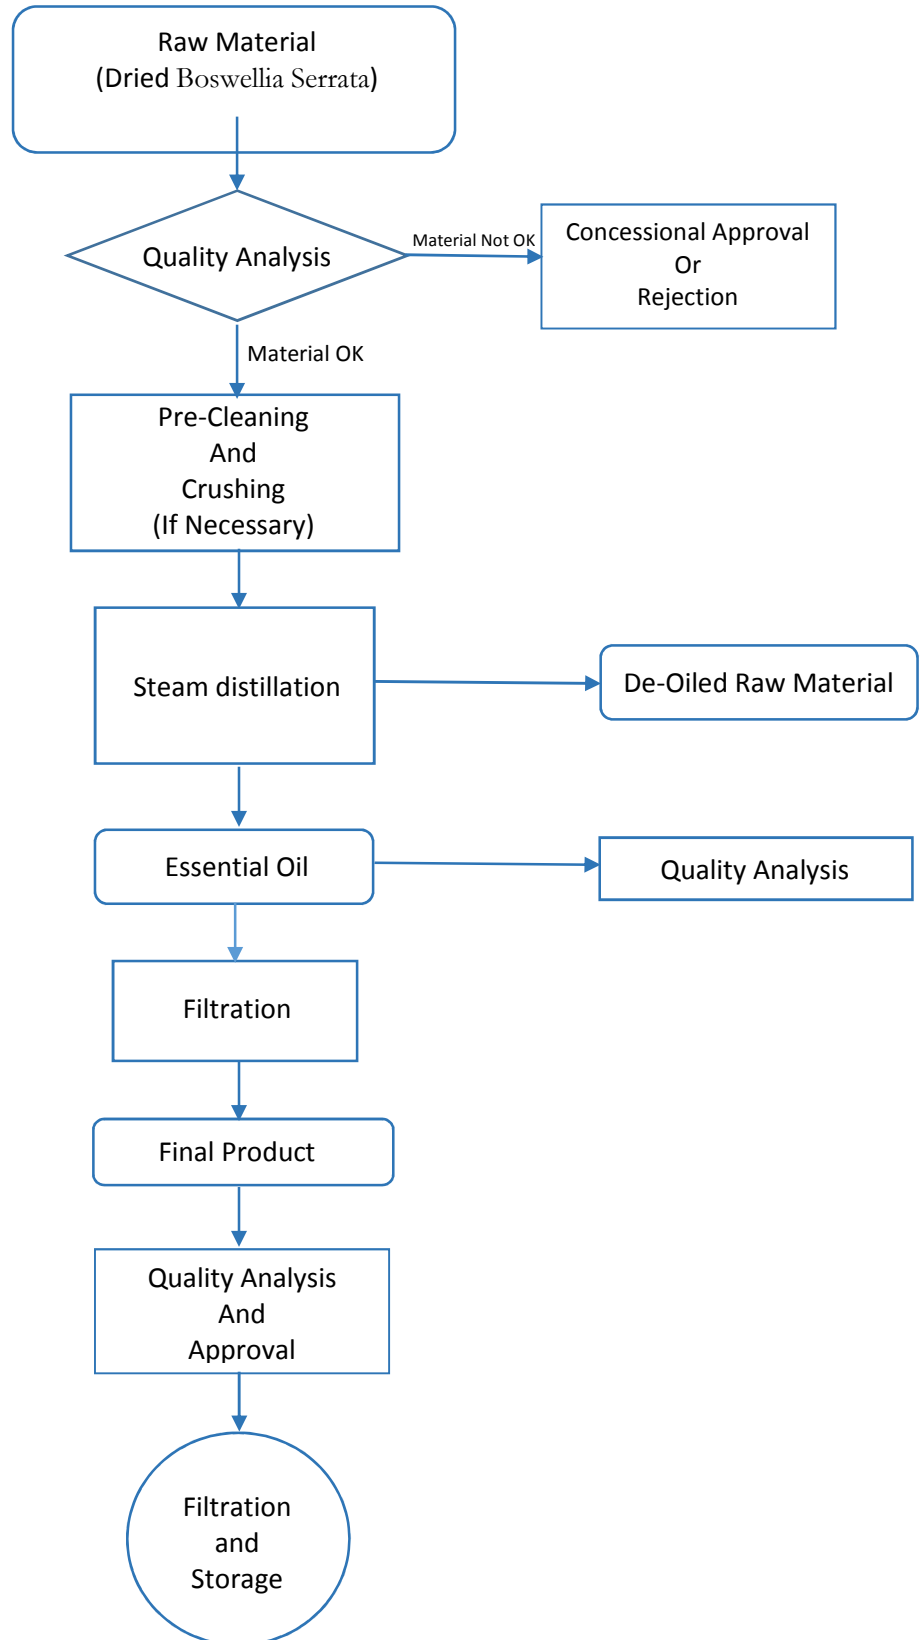 Raw Material
(Dried Boswellia Serrata)
Quality Analysis
Material Not OK
Concessional Approval
Or
Rejection
Material OK
Pre-Cleaning
And
Crushing
(If Necessary)
Steam distillation
De-Oiled Raw Material
Essential Oil
Quality Analysis
Filtration
Final Product
Quality Analysis
And
Approval
Filtration
and
Storage